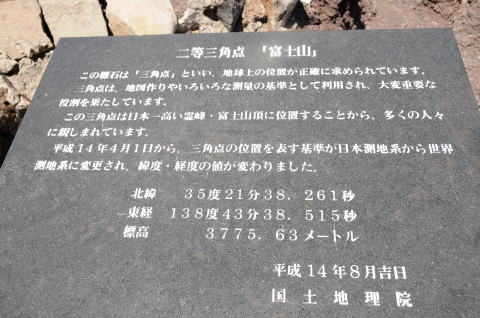 二等三角点 「富士山」
この標石は「三角点」といい、地球上の位置が正確に求められています。
三角点は、地図作りやいろいろな測量の基準として利用され、大変重要な
役割を果たしています。
この三角点は日本一高い霊峰・富士山頂に位置することから、多くの人々
に親しまれています。
平成14年4月1日から、三角点の位置を表す基準が日本測地系から世界
測地系に変更され、緯度・経度の値が変わりました。
北緯 35度21分38.261秒
東経 138度43分38.515秒
標高 3775.63メートル
平成14年8月吉日
国土地理院